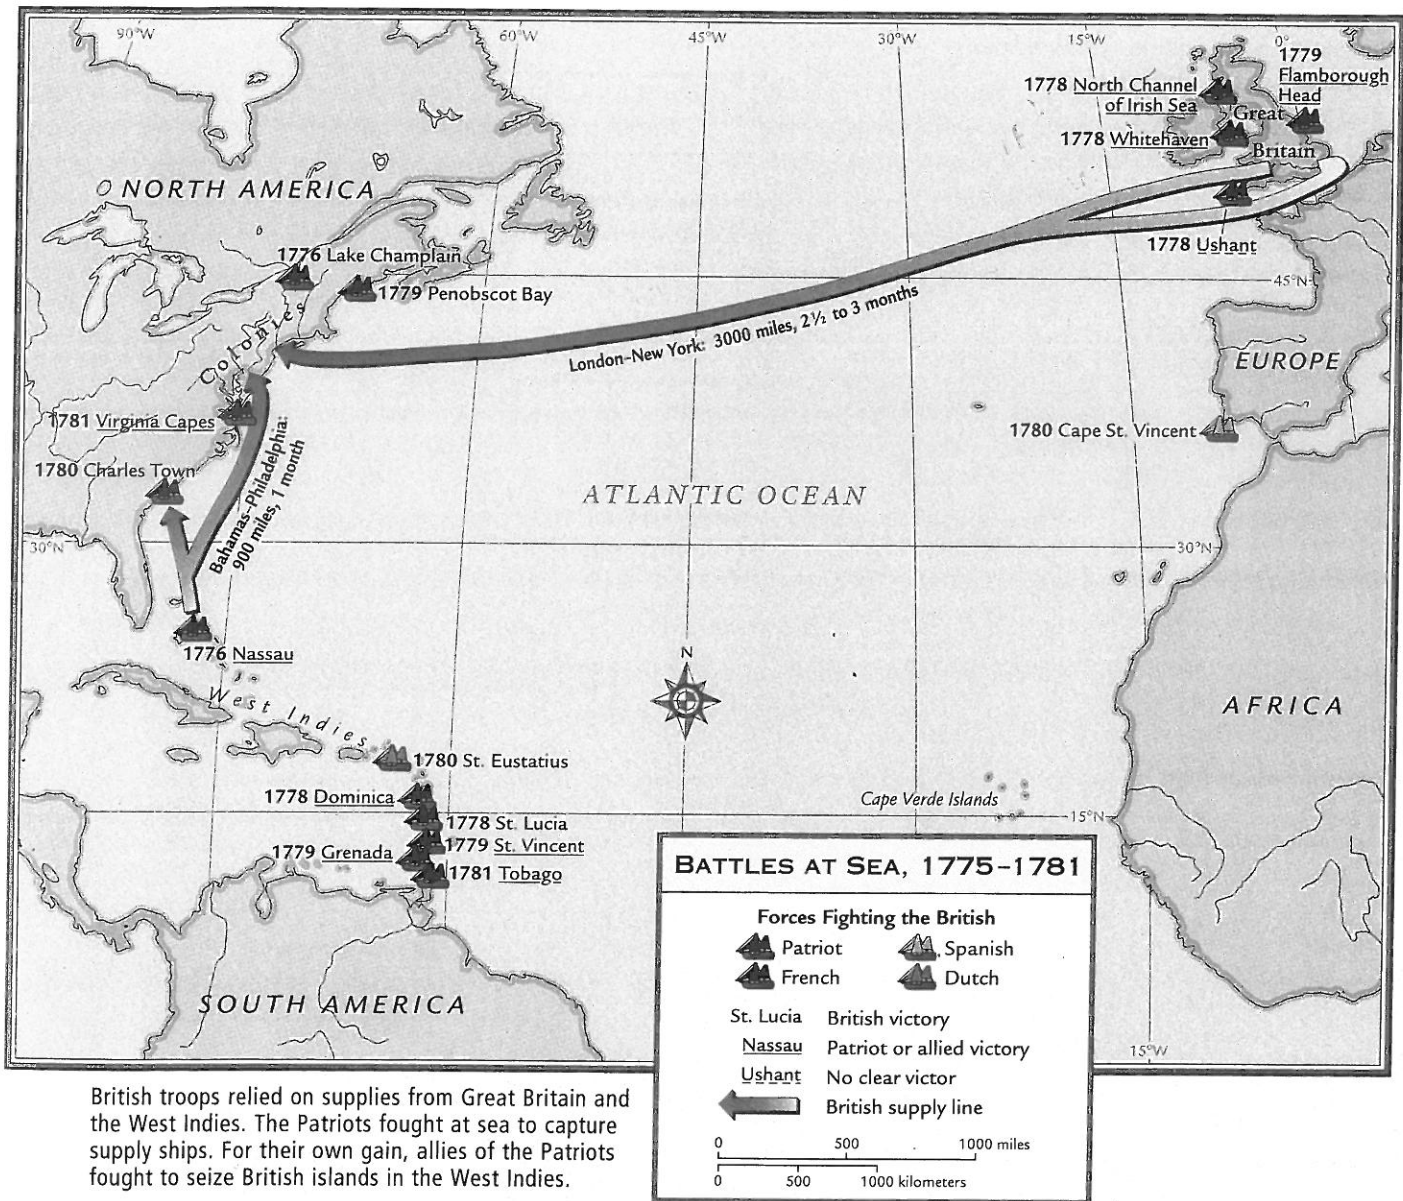 90°W
60°W
45°W
30°W
15°W
0°
1779
Flamborough
Head
1778 North Channel
of Irish Sea
Great
Britain
1778 Whitehaven
NORTH AMERICA
1778 Ushant
1776 Lake Champlain
1779 Penobscot Bay
45°N
Colonies
London–New York: 3000 miles, 2½ to 3 months
EUROPE
1781 Virginia Capes
1780 Cape St. Vincent
1780 Charles Town
Bahamas–Philadelphia:
900 miles, 1 month
ATLANTIC OCEAN
30°N
30°N
1776 Nassau
N
West Indies
AFRICA
1780 St. Eustatius
1778 Dominica
Cape Verde Islands
15°N
1778 St. Lucia
1779 St. Vincent
1779 Grenada
1781 Tobago
SOUTH AMERICA
15°W
BATTLES AT SEA, 1775–1781
Forces Fighting the British
Patriot
Spanish
French
Dutch
St. Lucia British victory
Nassau Patriot or allied victory
Ushant No clear victor
British supply line
0 500 1000 miles
0 500 1000 kilometers
British troops relied on supplies from Great Britain and
the West Indies. The Patriots fought at sea to capture
supply ships. For their own gain, allies of the Patriots
fought to seize British islands in the West Indies.